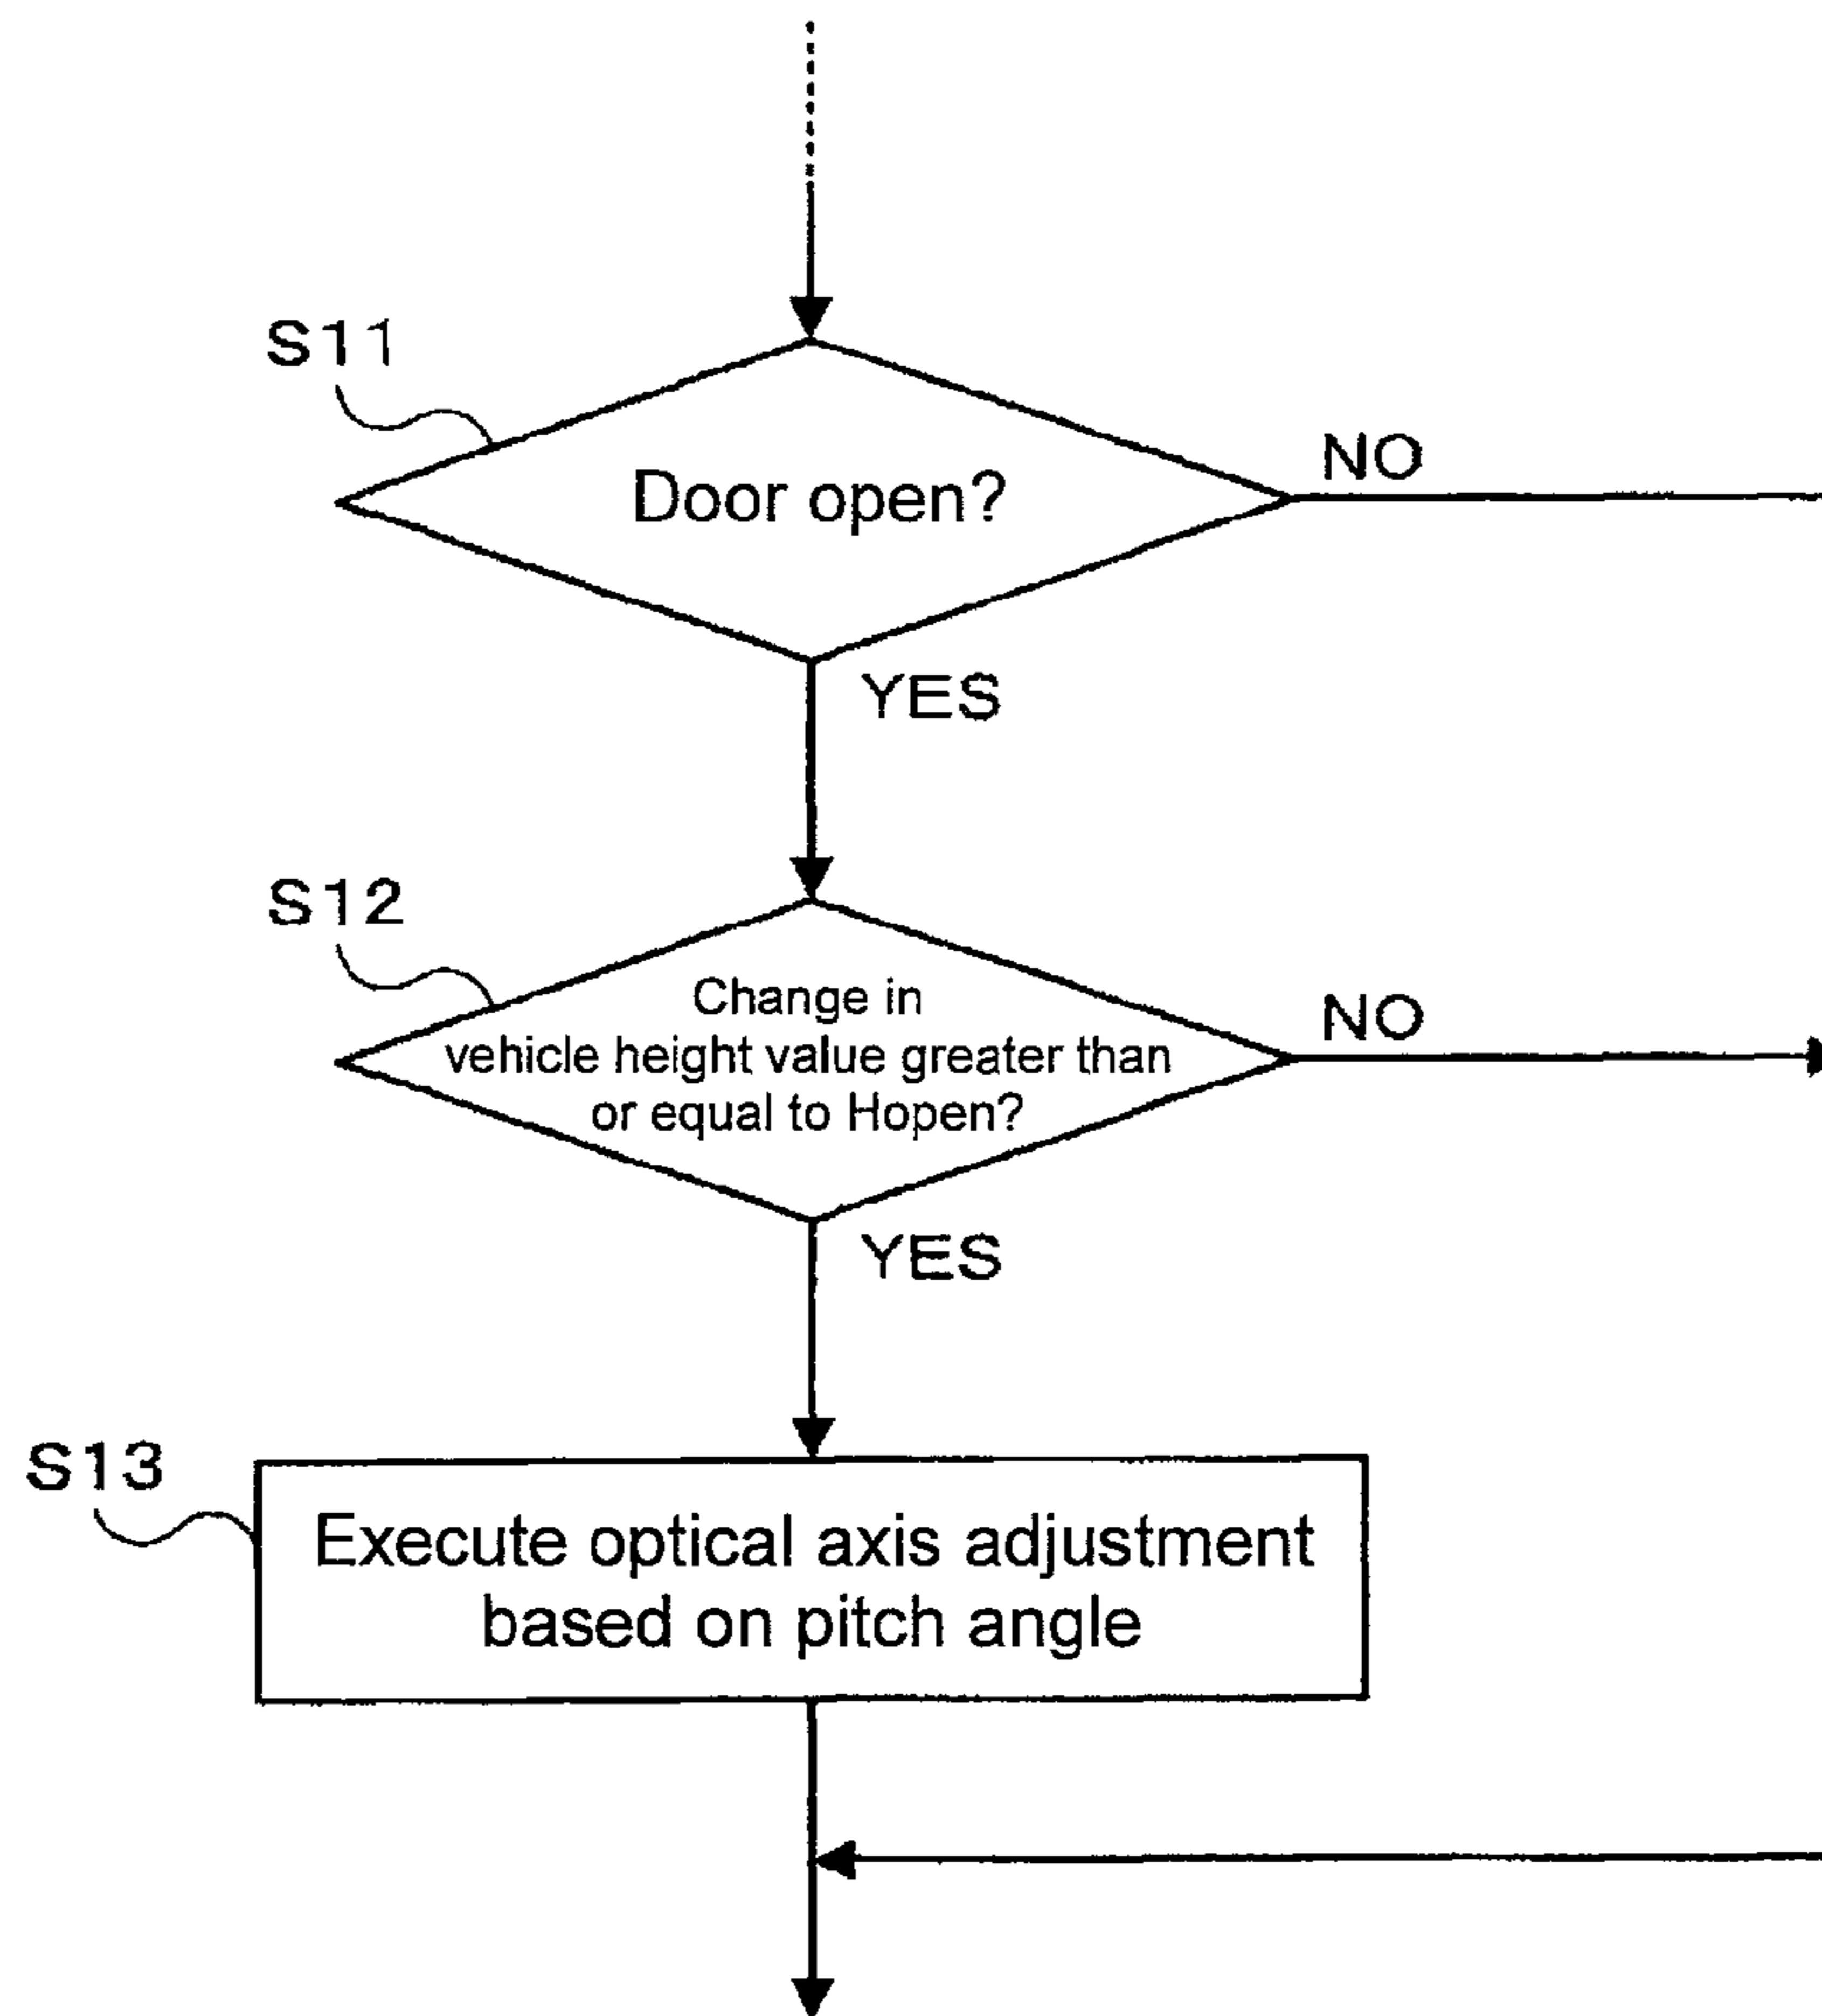 S11
Door open?
NO
YES
S12
Change in
vehicle height value greater than
or equal to Hopen?
NO
YES
S13
Execute optical axis adjustment
based on pitch angle